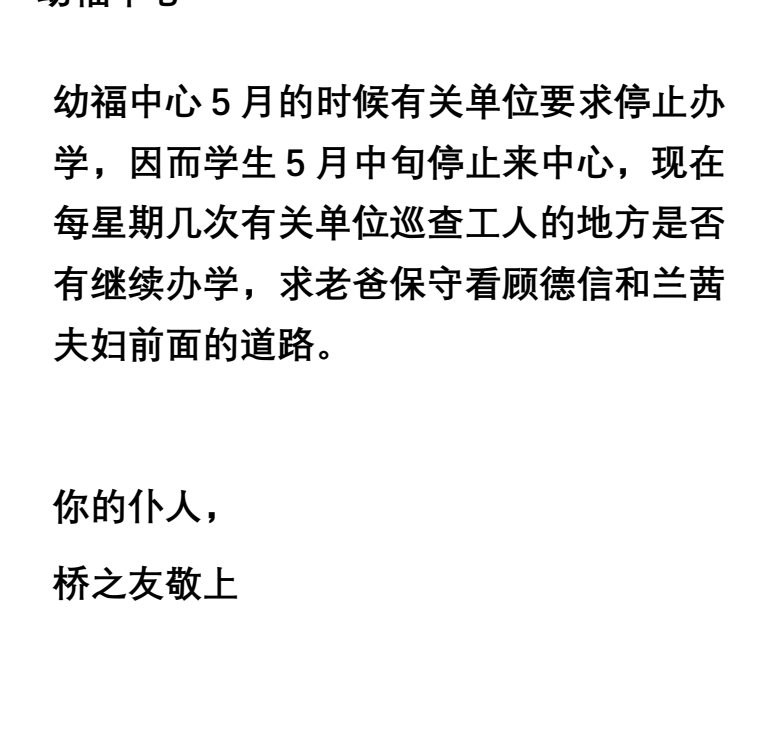 幼福中心
幼福中心 5 月的时候有关单位要求停止办
学，因而学生 5 月中旬停止来中心，现在
每星期几次有关单位巡查工人的地方是否
有继续办学，求老爸保守看顾德信和兰茜
夫妇前面的道路。
你的仆人，
桥之友敬上